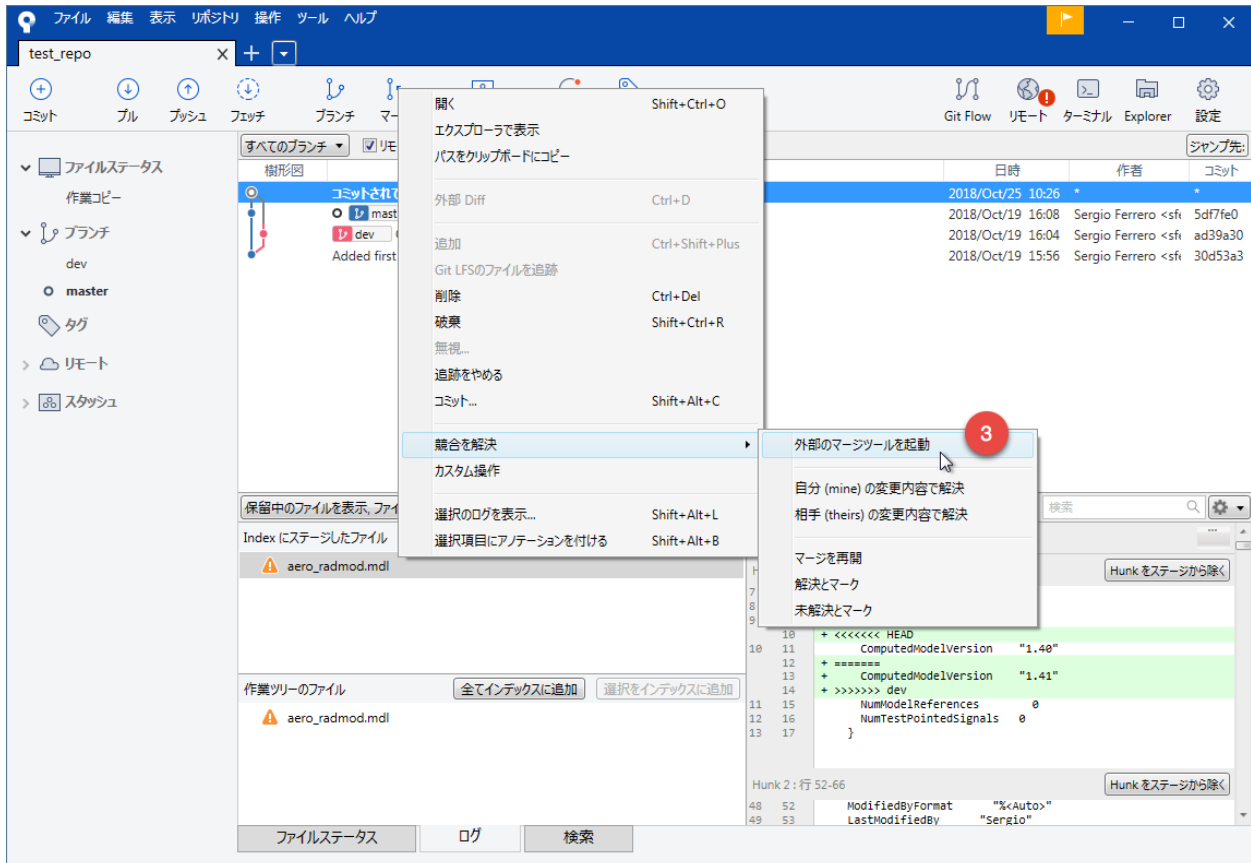 ファイル 編集 表示 リポジトリ 操作 ツール ヘルプ
test_repo
コミット プル プッシュ フェッチ ブランチ マー Git Flow リモート ターミナル Explorer 設定
すべてのブランチ リモ ジャンプ先:
樹形図 日時 作者 コミット
コミットされて 2018/Oct/25 10:26 * *
mast 2018/Oct/19 16:08 Sergio Ferrero <sfe 5df7fe0
dev 2018/Oct/19 16:04 Sergio Ferrero <sfe ad39a30
Added first 2018/Oct/19 15:56 Sergio Ferrero <sfe 30d53a3
ファイルステータス
作業コピー
ブランチ
dev
master
タグ
リモート
スタッシュ
開く Shift+Ctrl+O
エクスプローラで表示
パスをクリップボードにコピー
外部 Diff Ctrl+D
追加 Ctrl+Shift+Plus
Git LFSのファイルを追跡
削除 Ctrl+Del
破棄 Shift+Ctrl+R
無視...
追跡をやめる
コミット... Shift+Alt+C
競合を解決
カスタム操作
選択のログを表示... Shift+Alt+L
選択項目にアノテーションを付ける Shift+Alt+B
外部のマージツールを起動 3
自分 (mine) の変更内容で解決
相手 (theirs) の変更内容で解決
マージを再開
解決とマーク
未解決とマーク
保留中のファイルを表示, ファイ 検索
Index にステージしたファイル
aero_radmod.mdl
作業ツリーのファイル 全てインデックスに追加 選択をインデックスに追加
aero_radmod.mdl
H Hunk をステージから除く
7
8
9
10 + <<<<<<< HEAD
10 11 ComputedModelVersion "1.40"
12 + =======
13 + ComputedModelVersion "1.41"
14 + >>>>>>> dev
11 15 NumModelReferences 0
12 16 NumTestPointedSignals 0
13 17 }
Hunk 2 : 行 52-66 Hunk をステージから除く
48 52 ModifiedByFormat "%<Auto>"
49 53 LastModifiedBy "Sergio"
ファイルステータス ログ 検索